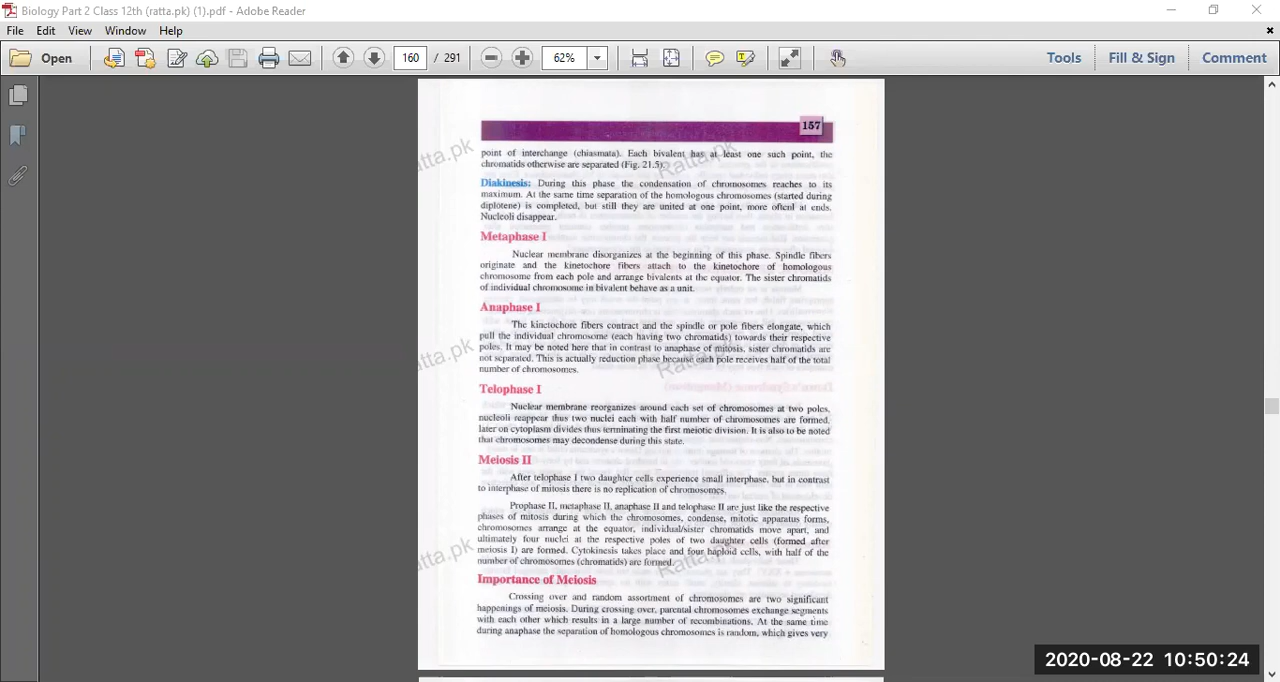 Biology Part 2 Class 12th (ratta.pk) (1).pdf - Adobe Reader
File Edit View Window Help
Open 160 / 291 62% Tools Fill & Sign Comment
157
point of interchange (chiasmata). Each bivalent has at least one such point, the
chromatids otherwise are separated (Fig. 21.5).
Diakinesis: During this phase the condensation of chromosomes reaches to its
maximum. At the same time separation of the homologous chromosomes (started during
diplotene) is completed, but still they are united at one point, more often at ends.
Nucleoli disappear.
Metaphase I
Nuclear membrane disorganizes at the beginning of this phase. Spindle fibers
originate and the kinetochore fibers attach to the kinetochore of homologous
chromosome from each pole and arrange bivalents at the equator. The sister chromatids
of individual chromosome in bivalent behave as a unit.
Anaphase I
The kinetochore fibers contract and the spindle or pole fibers elongate, which
pull the individual chromosome (each having two chromatids) towards their respective
poles. It may be noted here that in contrast to anaphase of mitosis, sister chromatids are
not separated. This is actually reduction phase because each pole receives half of the total
number of chromosomes.
Telophase I
Nuclear membrane reorganizes around each set of chromosomes at two poles,
nucleoli reappear thus two nuclei each with half number of chromosomes are formed,
later on cytoplasm divides thus terminating the first meiotic division. It is also to be noted
that chromosomes may decondense during this state.
Meiosis II
After telophase I two daughter cells experience small interphase, but in contrast
to interphase of mitosis there is no replication of chromosomes.
Prophase II, metaphase II, anaphase II and telophase II are just like the respective
phases of mitosis during which the chromosomes, condense, mitotic apparatus forms,
chromosomes arrange at the equator, individual/sister chromatids move apart, and
ultimately four nuclei at the respective poles of two daughter cells (formed after
meiosis I) are formed. Cytokinesis takes place and four haploid cells, with half of the
number of chromosomes (chromatids) are formed.
Importance of Meiosis
Crossing over and random assortment of chromosomes are two significant
happenings of meiosis. During crossing over, parental chromosomes exchange segments
with each other which results in a large number of recombinations. At the same time
during anaphase the separation of homologous chromosomes is random, which gives very
Ratta.pk
Ratta.pk
Ratta.pk
2020-08-22 10:50:24